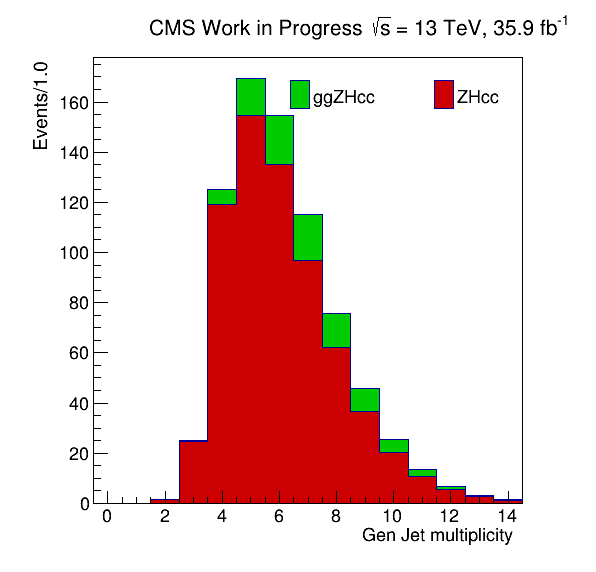 CMS Work in Progress √s = 13 TeV, 35.9 fb⁻¹
Events/1.0
ggZHcc ZHcc
160
140
120
100
80
60
40
20
0
0 2 4 6 8 10 12 14
Gen Jet multiplicity